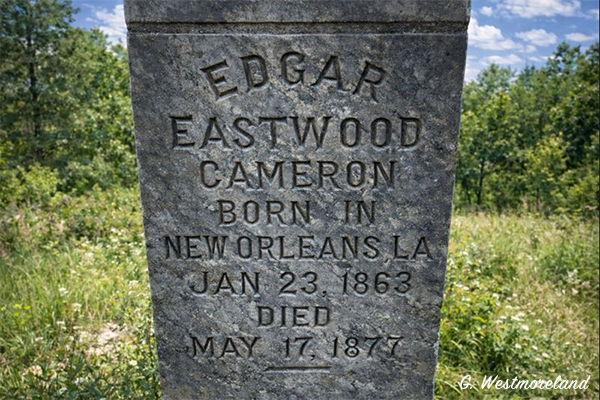 EDGAR
EASTWOOD
CAMERON
BORN IN
NEW ORLEANS, LA
JAN 23, 1863
DIED
MAY 17, 1877
G. Westmoreland